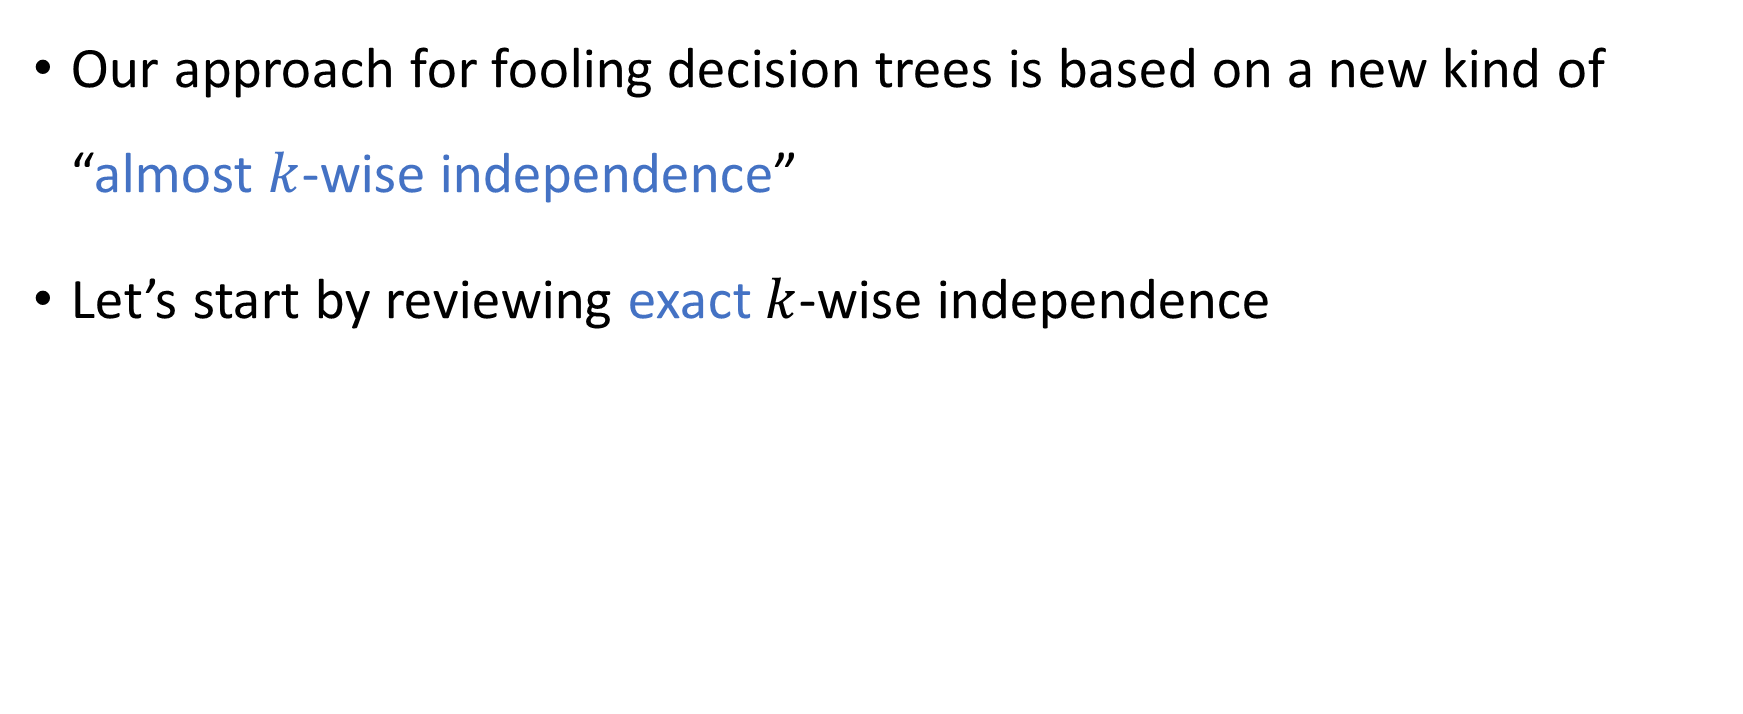 • Our approach for fooling decision trees is based on a new kind of
“almost k-wise independence”
• Let’s start by reviewing exact k-wise independence